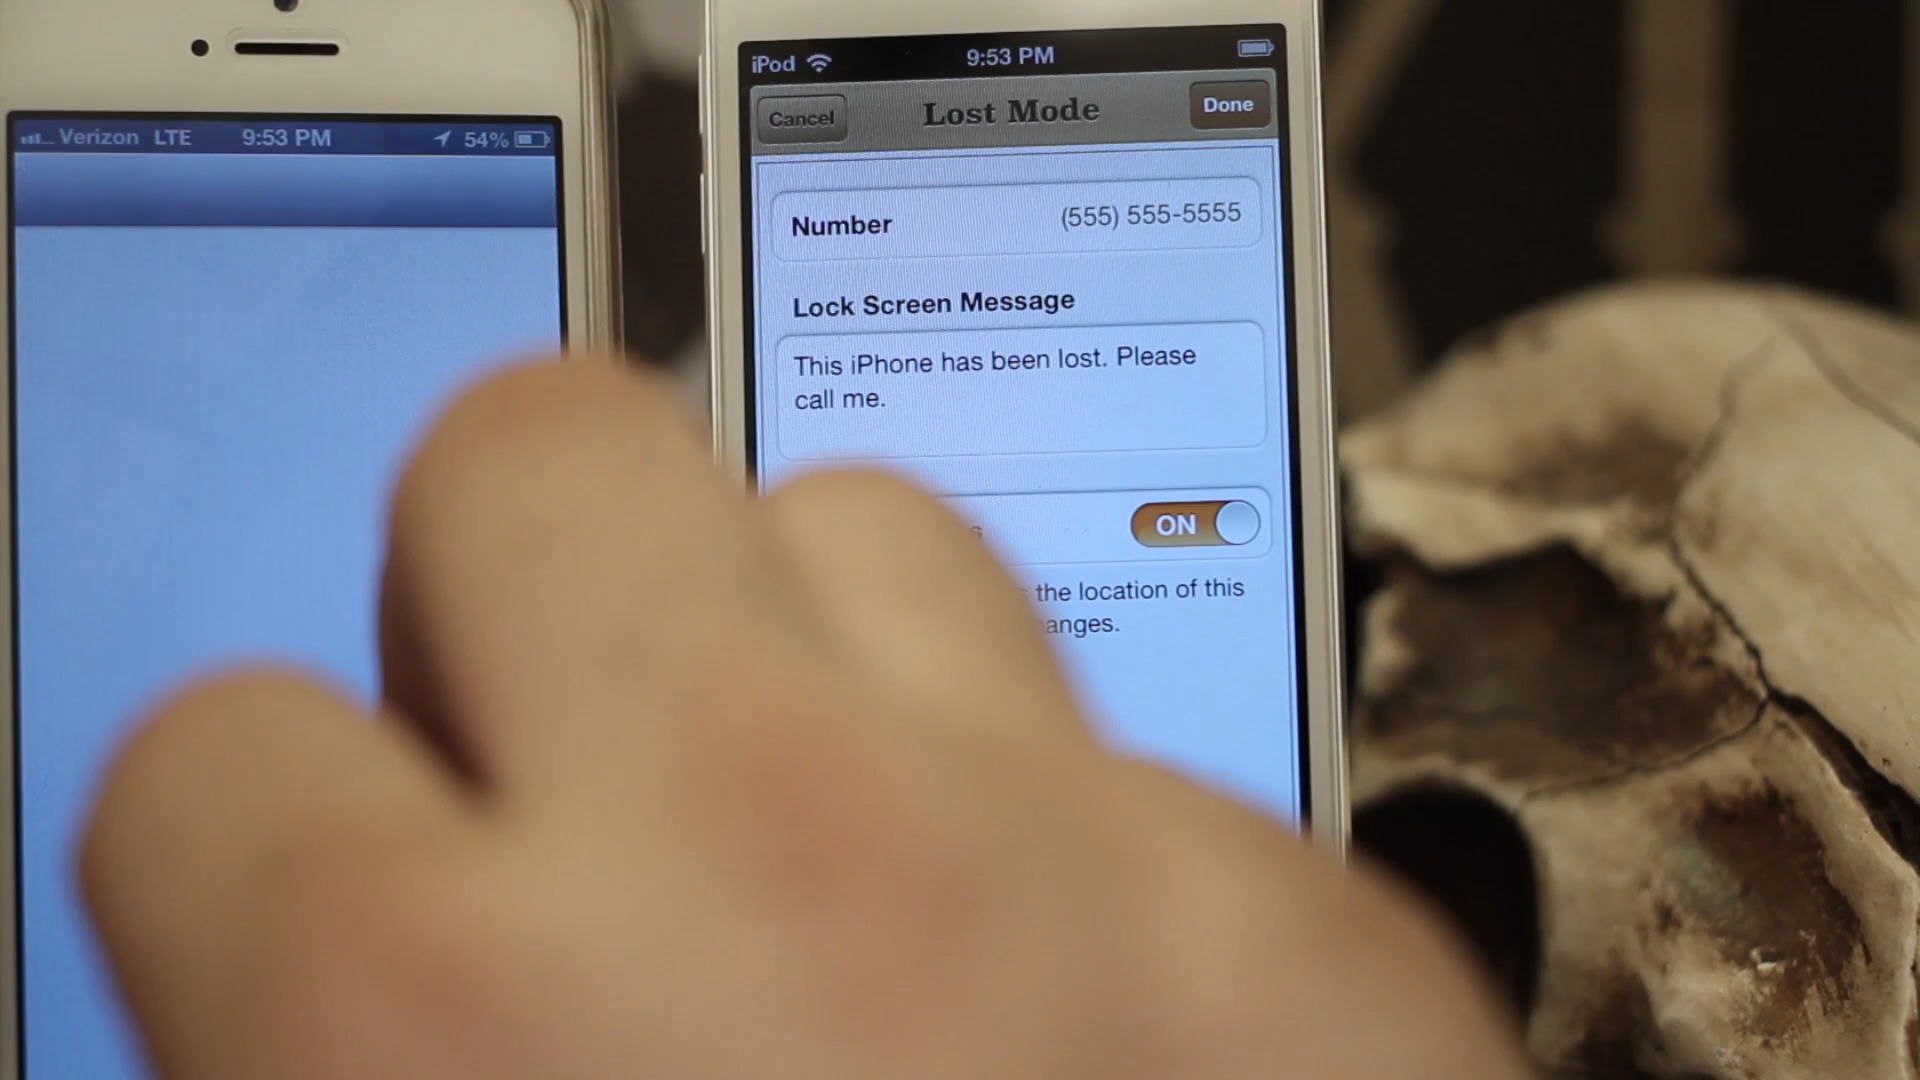 Verizon LTE 9:53 PM 54%
iPod 9:53 PM
Cancel Lost Mode Done
Number (555) 555-5555
Lock Screen Message
This iPhone has been lost. Please
call me.
ON
the location of this